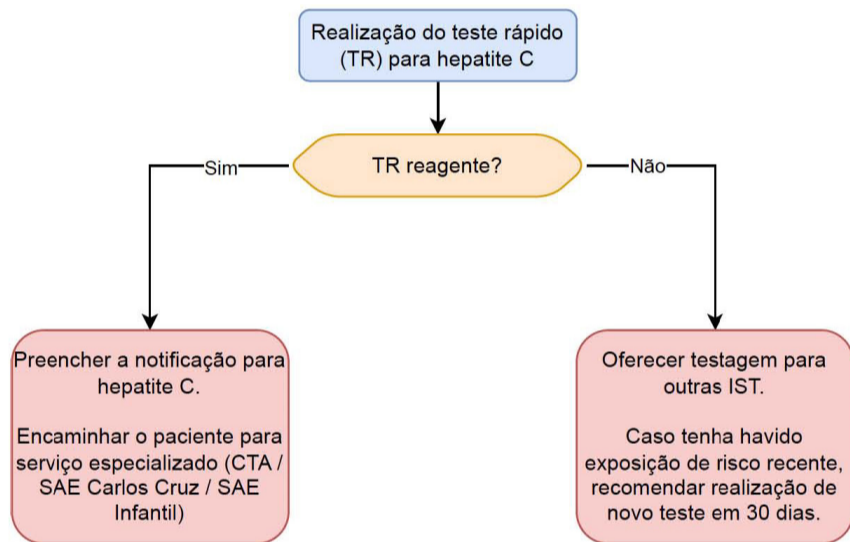 Realização do teste rápido
(TR) para hepatite C
TR reagente?
Sim
Não
Preencher a notificação para
hepatite C.
Encaminhar o paciente para
serviço especializado (CTA /
SAE Carlos Cruz / SAE
Infantil)
Oferecer testagem para
outras IST.
Caso tenha havido
exposição de risco recente,
recomendar realização de
novo teste em 30 dias.